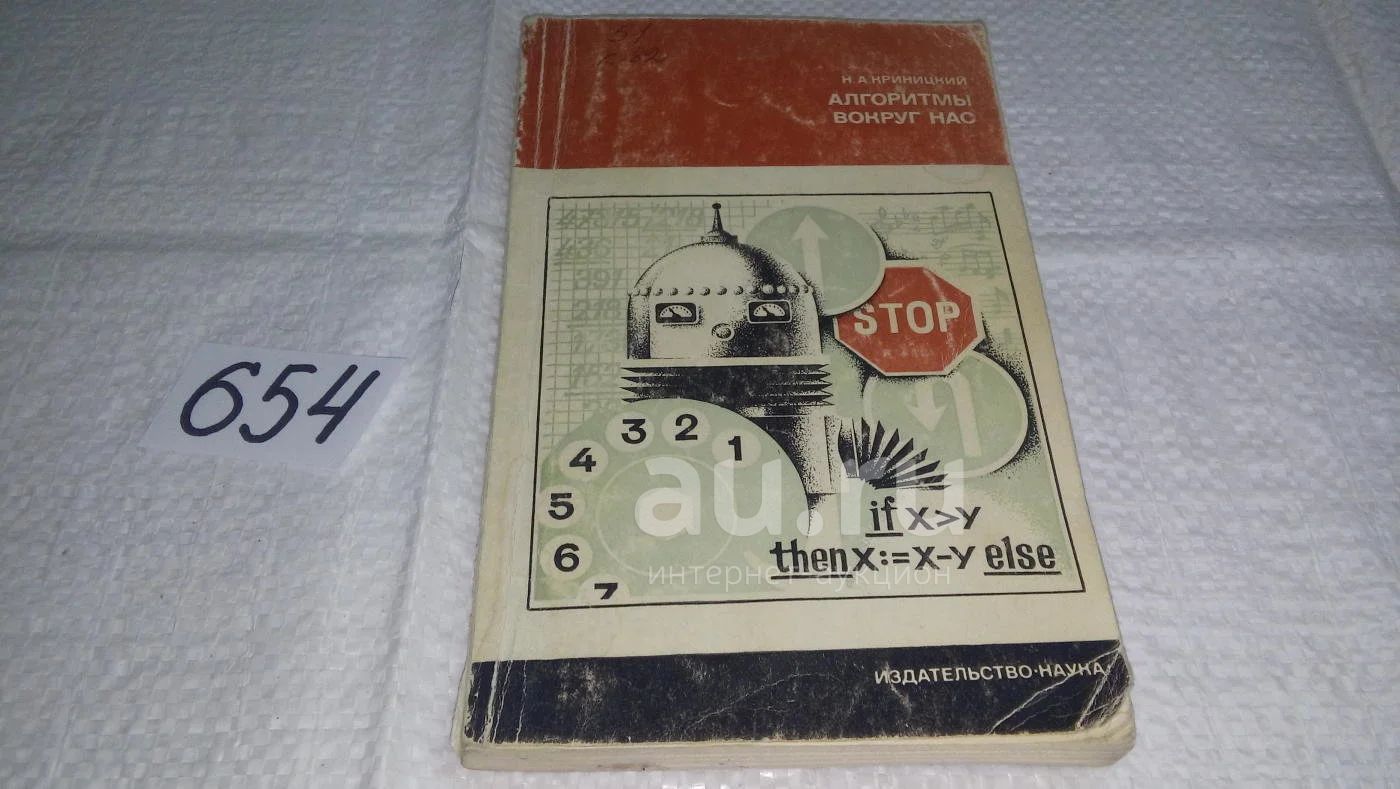 51
Н. А. КРИНИЦКИЙ
АЛГОРИТМЫ
ВОКРУГ НАС
STOP
654
3 2 1
4
5
6
7
au.ru
интернет аукцион
if X>Y
then X:=X-Y else
ИЗДАТЕЛЬСТВО·НАУКА·